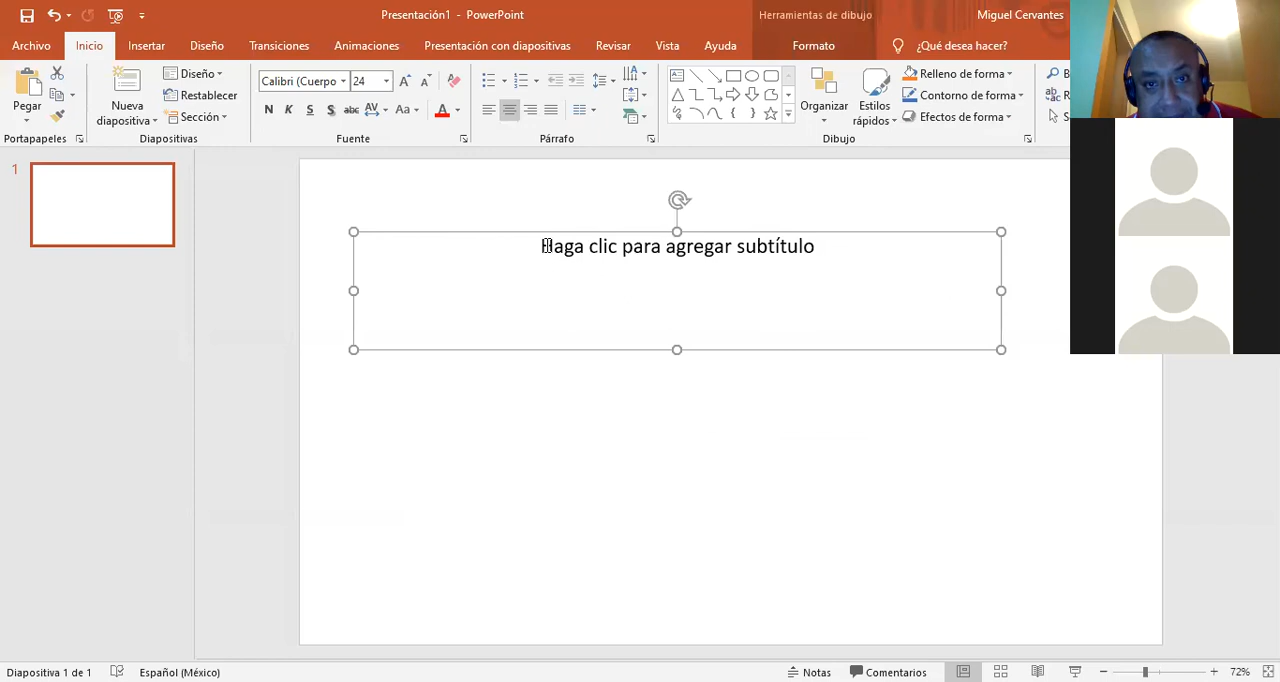 Presentación1 - PowerPoint
Herramientas de dibujo
Miguel Cervantes
Archivo Inicio Insertar Diseño Transiciones Animaciones Presentación con diapositivas Revisar Vista Ayuda Formato ¿Qué desea hacer?
Pegar
Nueva diapositiva
Diseño
Restablecer
Sección
Calibri (Cuerpo 24
N K S S abc AV Aa A
Organizar
Estilos rápidos
Relleno de forma
Contorno de forma
Efectos de forma
Portapapeles Diapositivas Fuente Párrafo Dibujo
1
Haga clic para agregar subtítulo
Diapositiva 1 de 1 Español (México) Notas Comentarios 72%